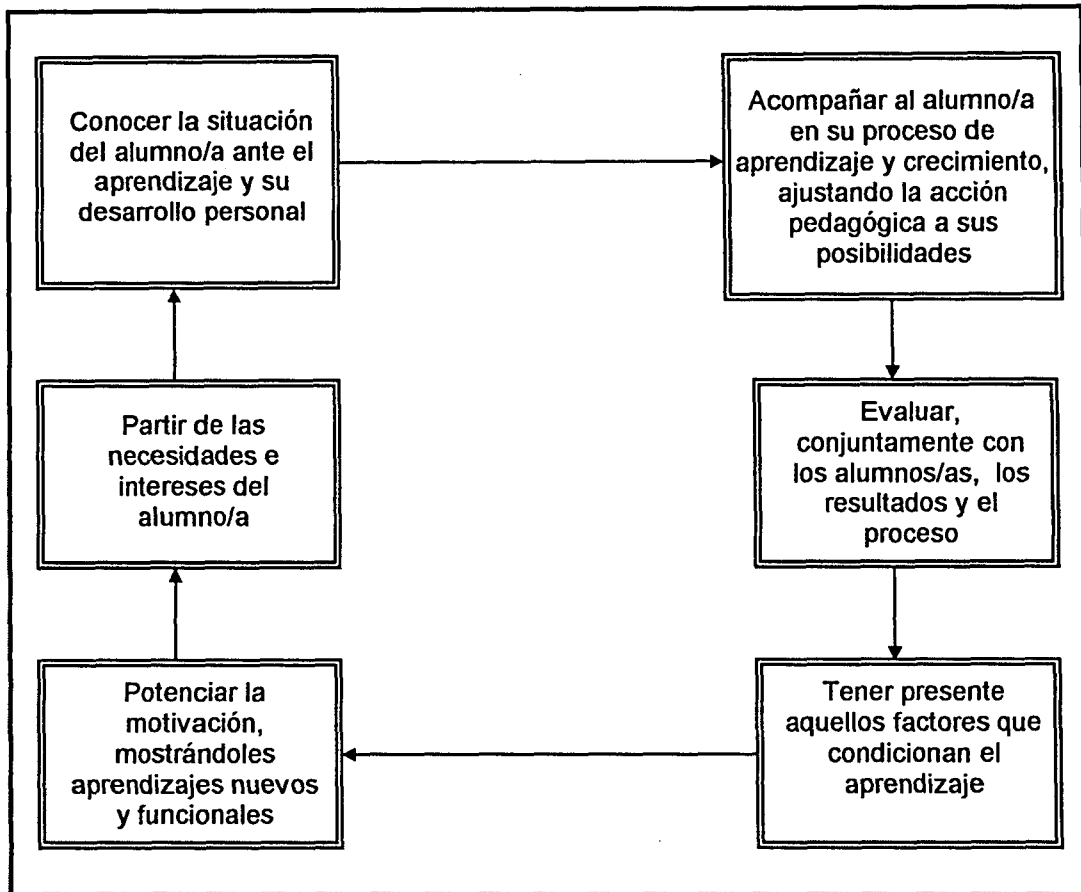 Conocer la situación
del alumno/a ante el
aprendizaje y su
desarrollo personal
Acompañar al alumno/a
en su proceso de
aprendizaje y crecimiento,
ajustando la acción
pedagógica a sus
posibilidades
Partir de las
necesidades e
intereses del
alumno/a
Evaluar,
conjuntamente con
los alumnos/as, los
resultados y el
proceso
Potenciar la
motivación,
mostrándoles
aprendizajes nuevos
y funcionales
Tener presente
aquellos factores que
condicionan el
aprendizaje